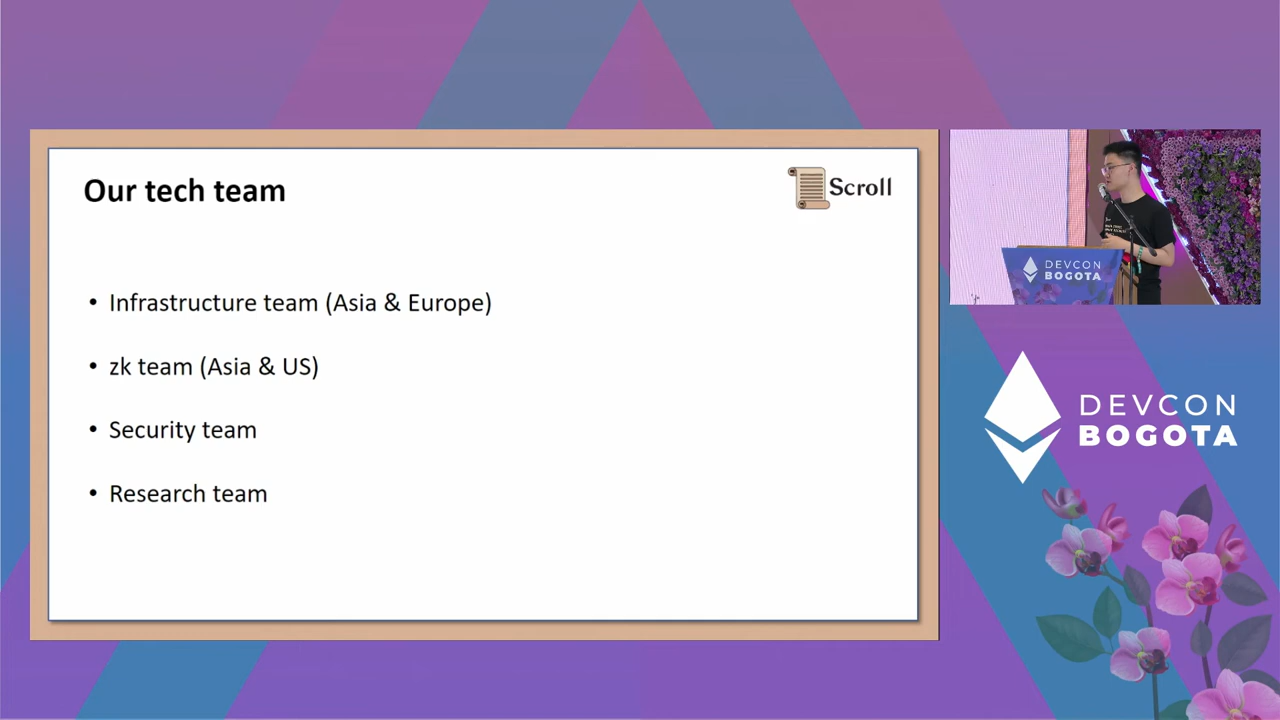 Our tech team
Scroll
• Infrastructure team (Asia & Europe)
• zk team (Asia & US)
• Security team
• Research team
DEVCON
BOGOTA
DEVCON
BOGOTA